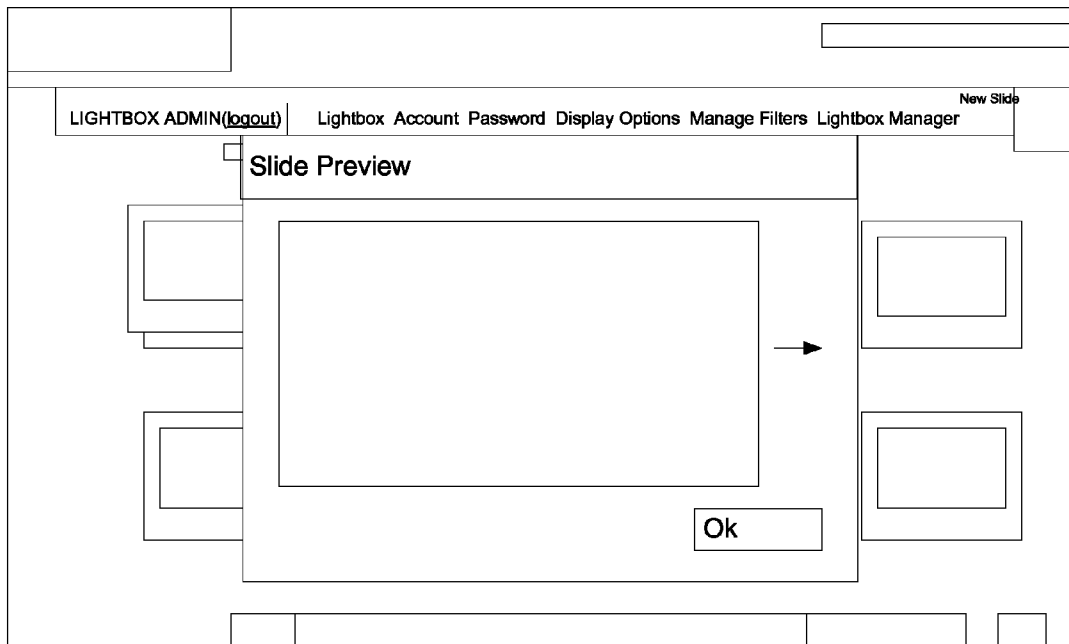 New Slide
LIGHTBOX ADMIN(logout) Lightbox Account Password Display Options Manage Filters Lightbox Manager
Slide Preview
Ok